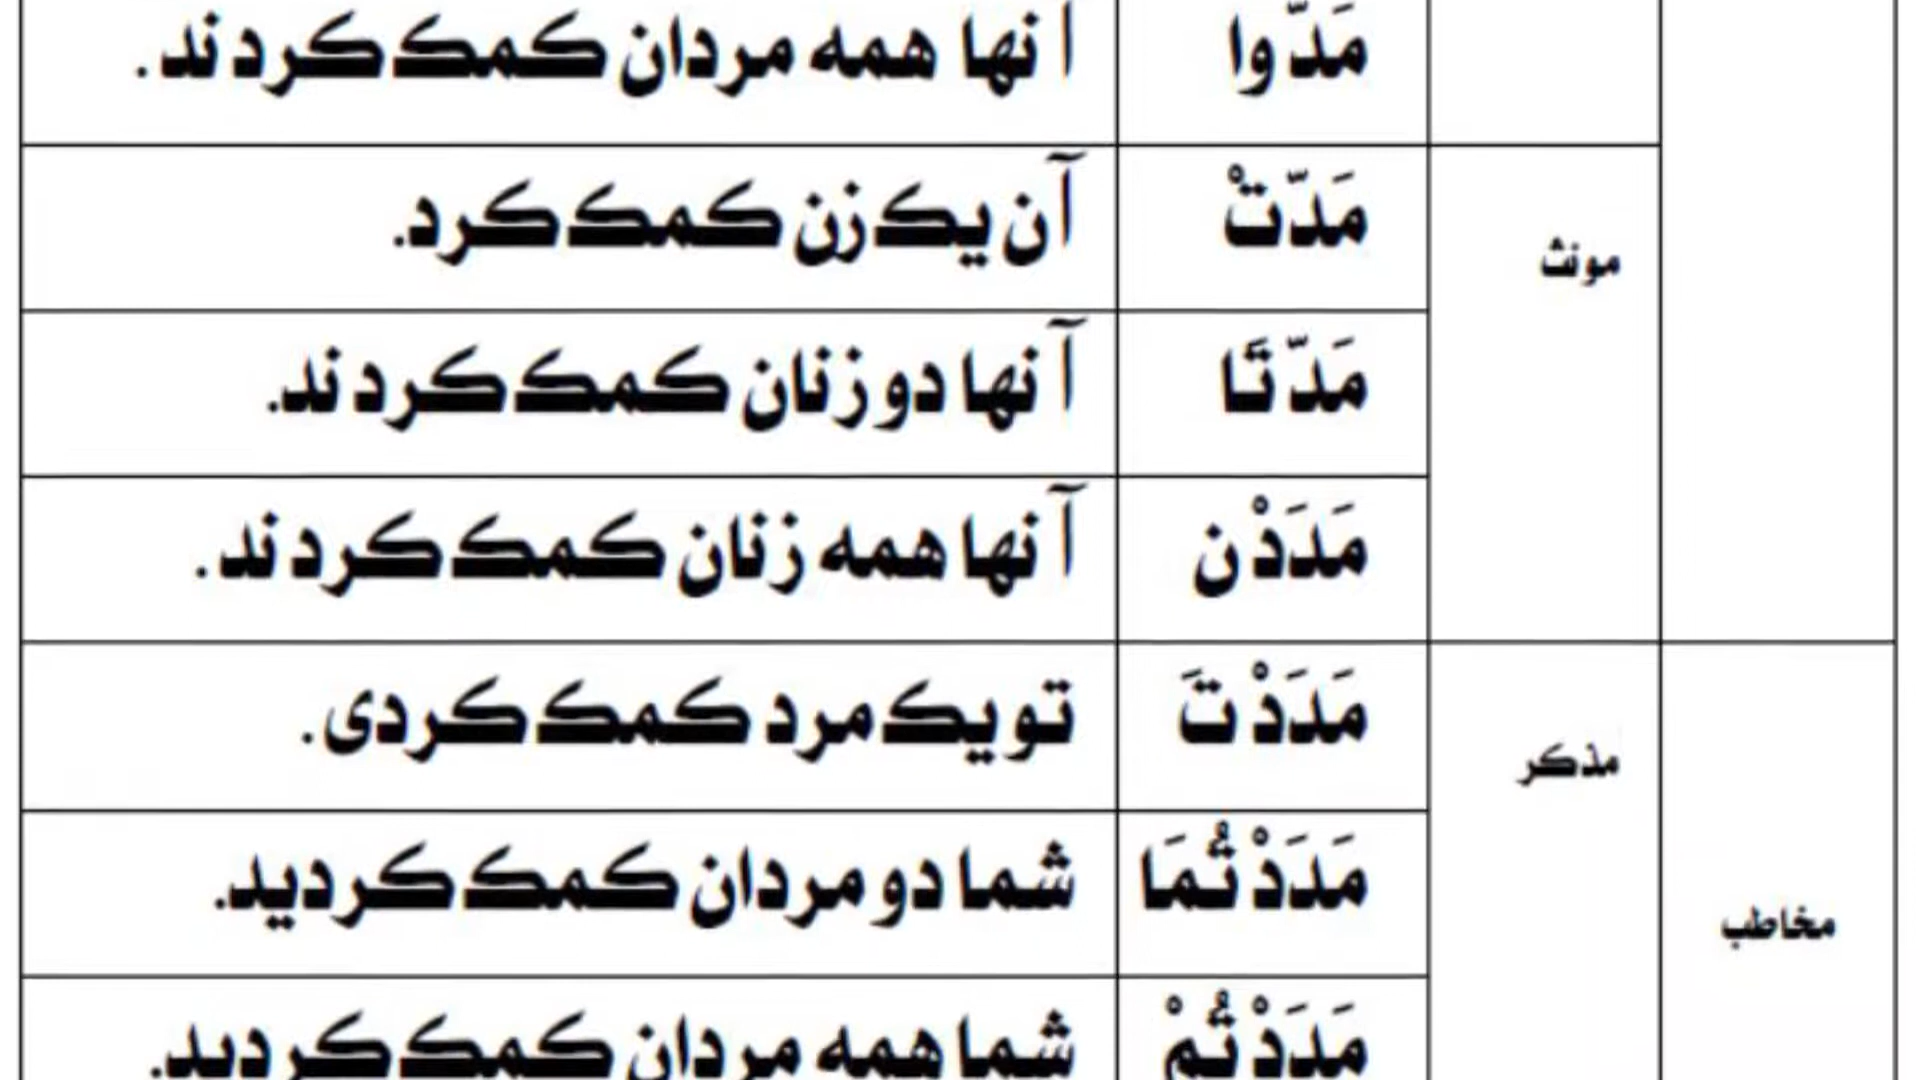 مَدّوا آنها همه مردان کمک کردند.
مونث مَدّتْ آن یک زن کمک کرد.
مَدّتَا آنها دو زنان کمک کردند.
مَدَدْن آنها همه زنان کمک کردند.
مخاطب مذکر مَدَدْتَ تو یک مرد کمک کردی.
مَدَدْتُمَا شما دو مردان کمک کردید.
مَدَدْتُمْ شما همه مردان کمک کردید.